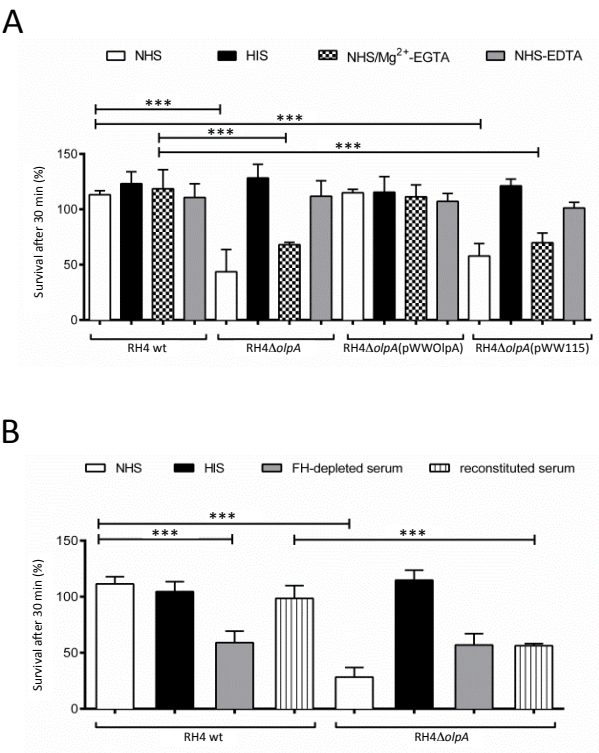 A
NHS HIS NHS/Mg²⁺-EGTA NHS-EDTA
***
***
***
***
Survival after 30 min (%)
150
100
50
0
RH4 wt RH4ΔolpA RH4ΔolpA(pWWOlpA) RH4ΔolpA(pWW115)
B
NHS HIS FH-depleted serum reconstituted serum
***
*** ***
Survival after 30 min (%)
150
100
50
0
RH4 wt RH4ΔolpA